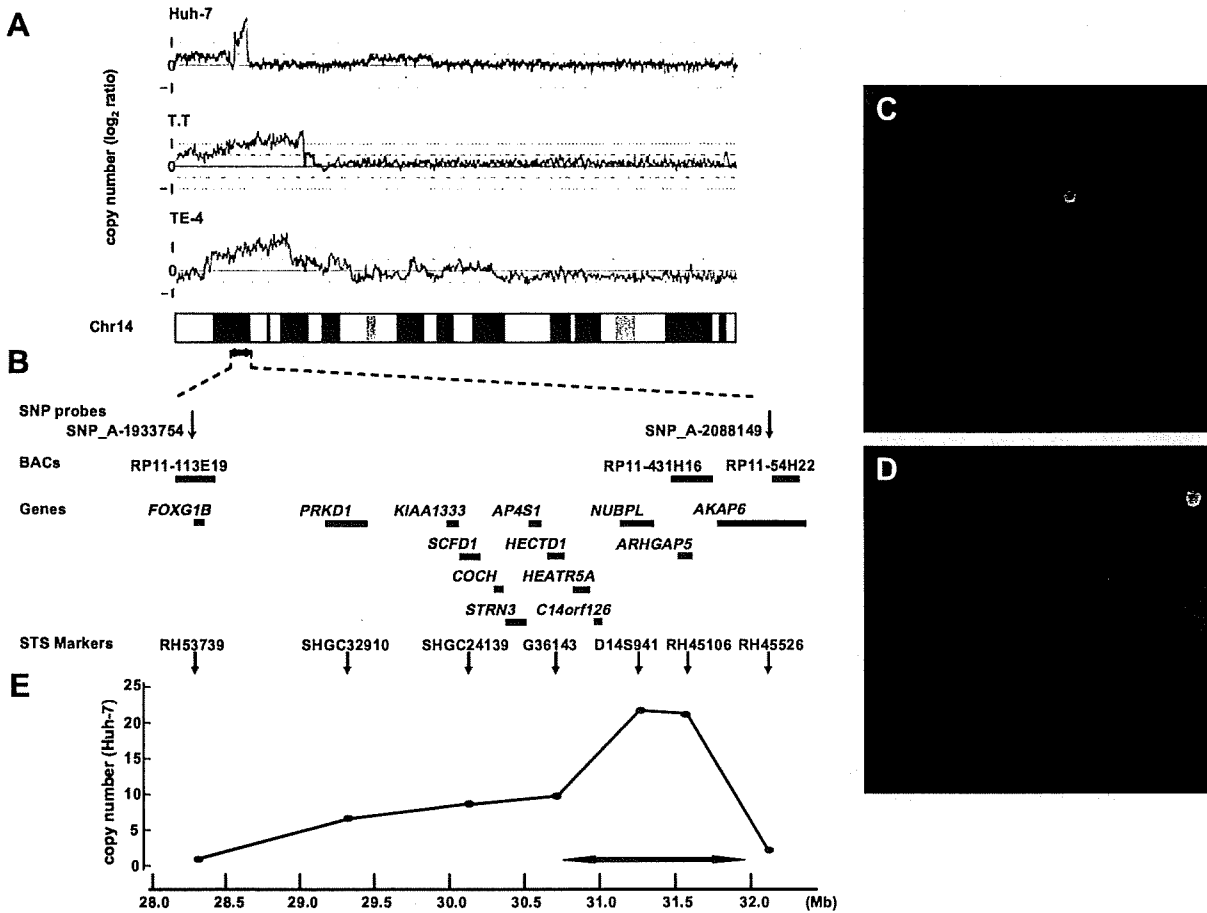 A
Huh-7
1
0
−1
T.T
1
0
−1
TE-4
1
0
−1
copy number (log2 ratio)
Chr14
B
SNP probes
SNP_A-1933754 SNP_A-2088149
BACs RP11-113E19 RP11-431H16 RP11-54H22
Genes FOXG1B PRKD1 KIAA1333 AP4S1 NUBPL AKAP6
SCFD1 HECTD1 ARHGAP5
COCH HEATR5A
STRN3 C14orf126
STS Markers RH53739 SHGC32910 SHGC24139 G36143 D14S941 RH45106 RH45526
E
copy number (Huh-7)
25
20
15
10
5
0
28.0 28.5 29.0 29.5 30.0 30.5 31.0 31.5 32.0 (Mb)
C
D